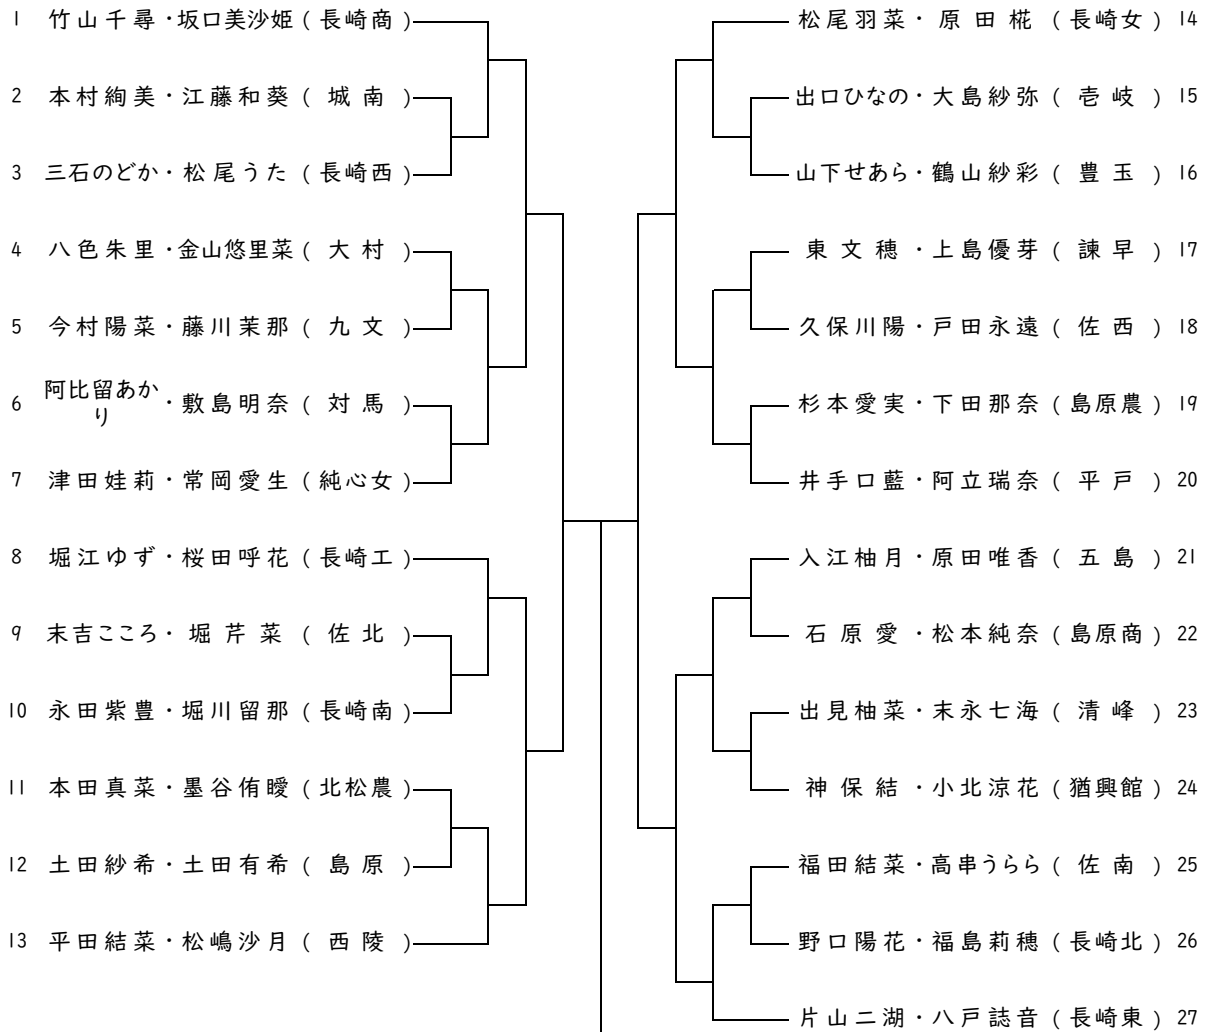 1 竹山千尋・坂口美沙姫(長崎商)
2 本村絢美・江藤和葵(城南)
3 三石のどか・松尾うた(長崎西)
4 八色朱里・金山悠里菜(大村)
5 今村陽菜・藤川茉那(九文)
6 阿比留あかり・敷島明奈(対馬)
7 津田娃莉・常岡愛生(純心女)
8 堀江ゆず・桜田呼花(長崎工)
9 末吉こころ・堀芹菜(佐北)
10 永田紫豊・堀川留那(長崎南)
11 本田真菜・墨谷侑曖(北松農)
12 土田紗希・土田有希(島原)
13 平田結菜・松嶋沙月(西陵)
松尾羽菜・原田椛(長崎女) 14
出口ひなの・大島紗弥(壱岐) 15
山下せあら・鶴山紗彩(豊玉) 16
東文穂・上島優芽(諫早) 17
久保川陽・戸田永遠(佐西) 18
杉本愛実・下田那奈(島原農) 19
井手口藍・阿立瑞奈(平戸) 20
入江柚月・原田唯香(五島) 21
石原愛・松本純奈(島原商) 22
出見柚菜・末永七海(清峰) 23
神保結・小北涼花(猶興館) 24
福田結菜・高串うらら(佐南) 25
野口陽花・福島莉穂(長崎北) 26
片山二湖・八戸誌音(長崎東) 27